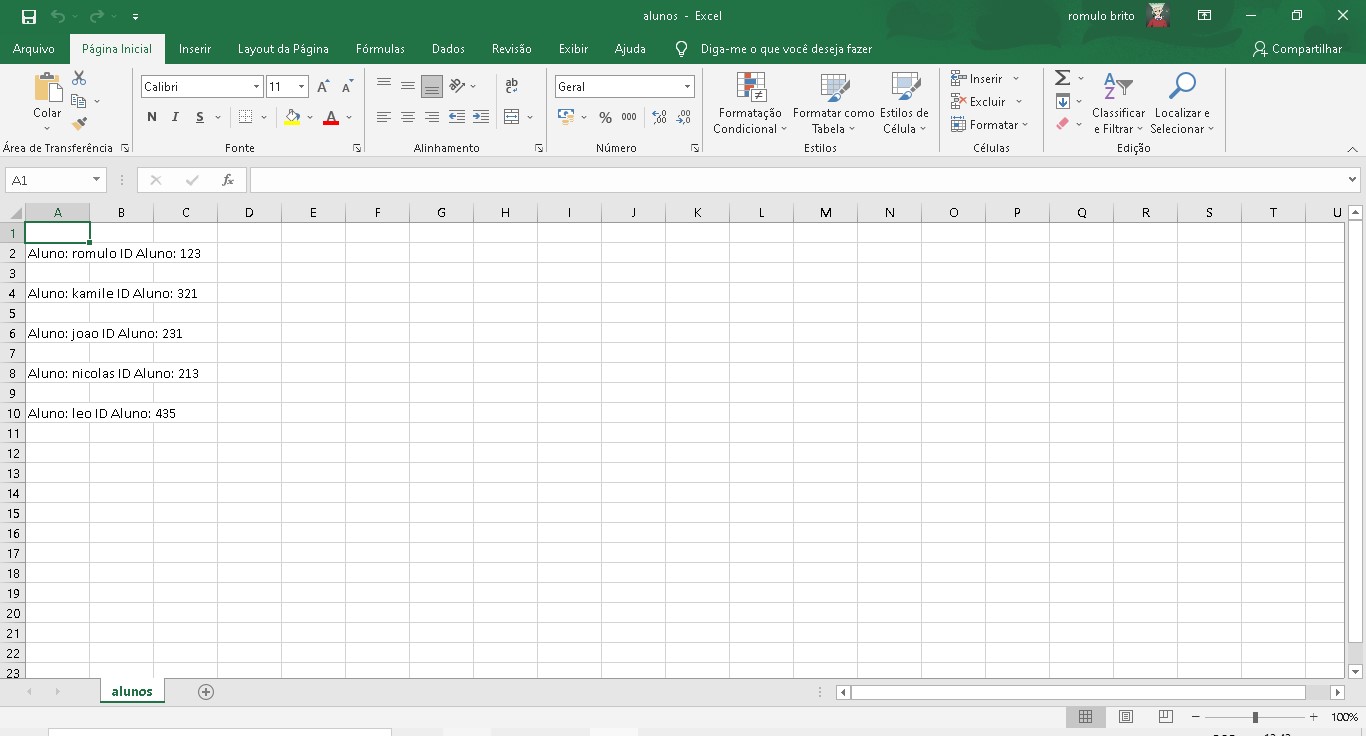 alunos - Excel
romulo brito
Arquivo Página Inicial Inserir Layout da Página Fórmulas Dados Revisão Exibir Ajuda Diga-me o que você deseja fazer Compartilhar
Colar
Área de Transferência
Calibri 11
N I S A
Fonte
ab
Alinhamento
Geral
% 000
Número
Formatação Condicional
Formatar como Tabela
Estilos de Célula
Estilos
Inserir
Excluir
Formatar
Células
Classificar e Filtrar
Localizar e Selecionar
Edição
A1 fx
A B C D E F G H I J K L M N O P Q R S T U
1
2 Aluno: romulo ID Aluno: 123
3
4 Aluno: kamile ID Aluno: 321
5
6 Aluno: joao ID Aluno: 231
7
8 Aluno: nicolas ID Aluno: 213
9
10 Aluno: leo ID Aluno: 435
11
12
13
14
15
16
17
18
19
20
21
22
23
alunos
100%